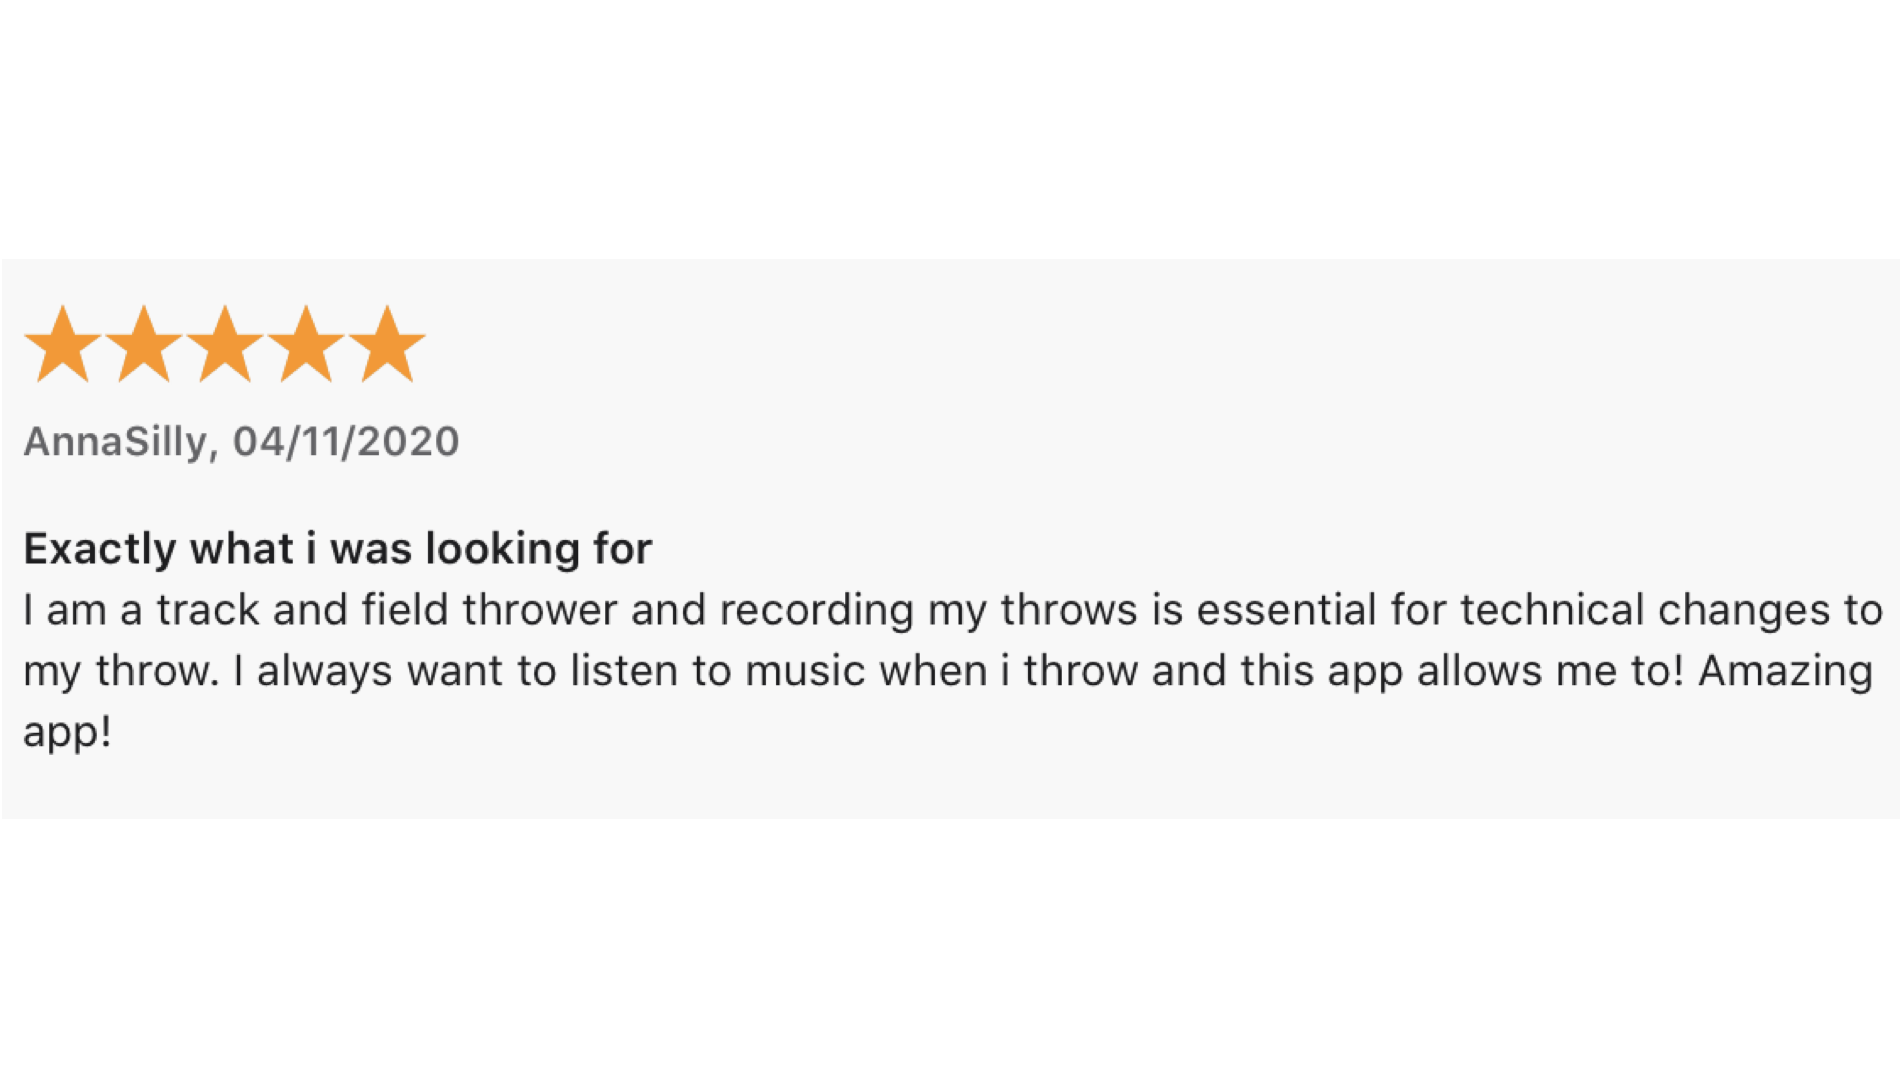 AnnaSilly, 04/11/2020
Exactly what i was looking for
I am a track and field thrower and recording my throws is essential for technical changes to
my throw. I always want to listen to music when i throw and this app allows me to! Amazing
app!